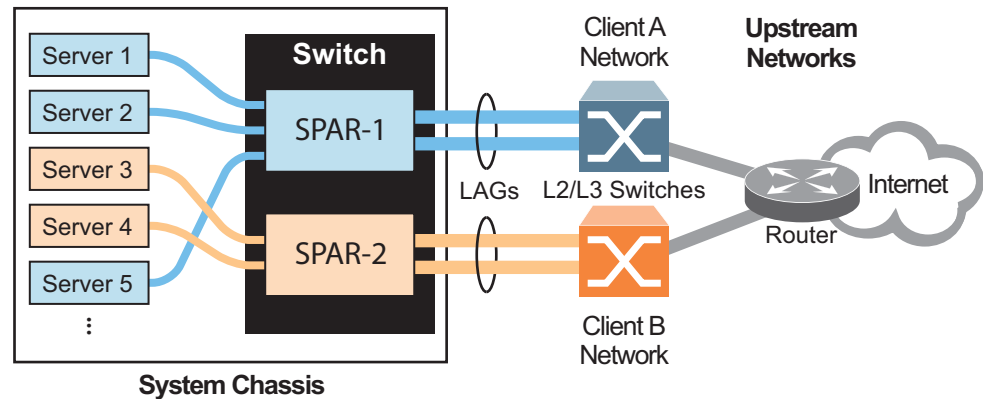 Server 1
Server 2
Server 3
Server 4
Server 5
...
Switch
SPAR-1
SPAR-2
System Chassis
LAGs
Client A
Network
L2/L3 Switches
Client B
Network
Upstream
Networks
Router
Internet